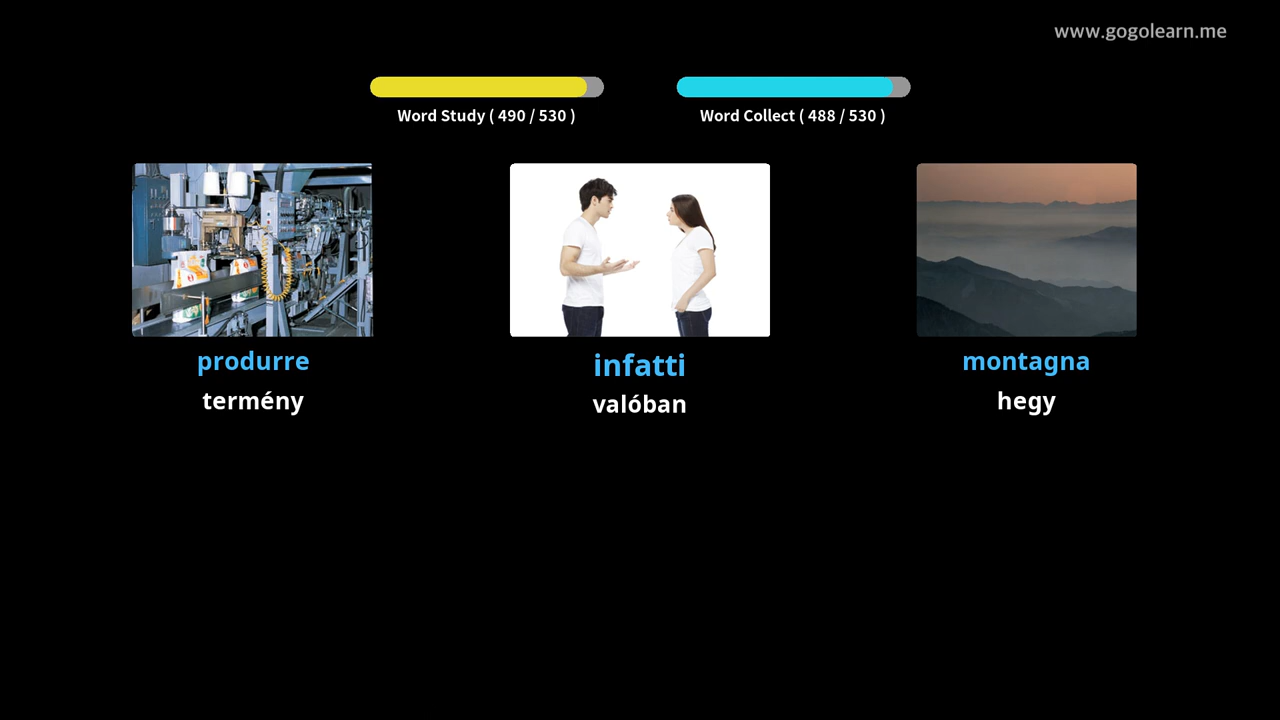 www.gogolearn.me
Word Study ( 490 / 530 )
Word Collect ( 488 / 530 )
produrre
termény
infatti
valóban
montagna
hegy